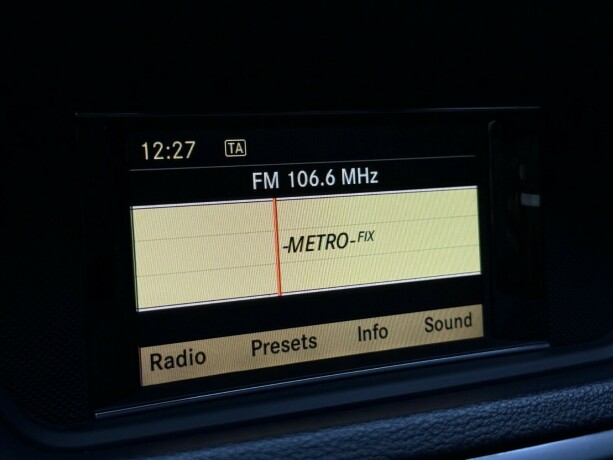 12:27 TA
FM 106.6 MHz
-METRO-FIX
Radio Presets Info Sound